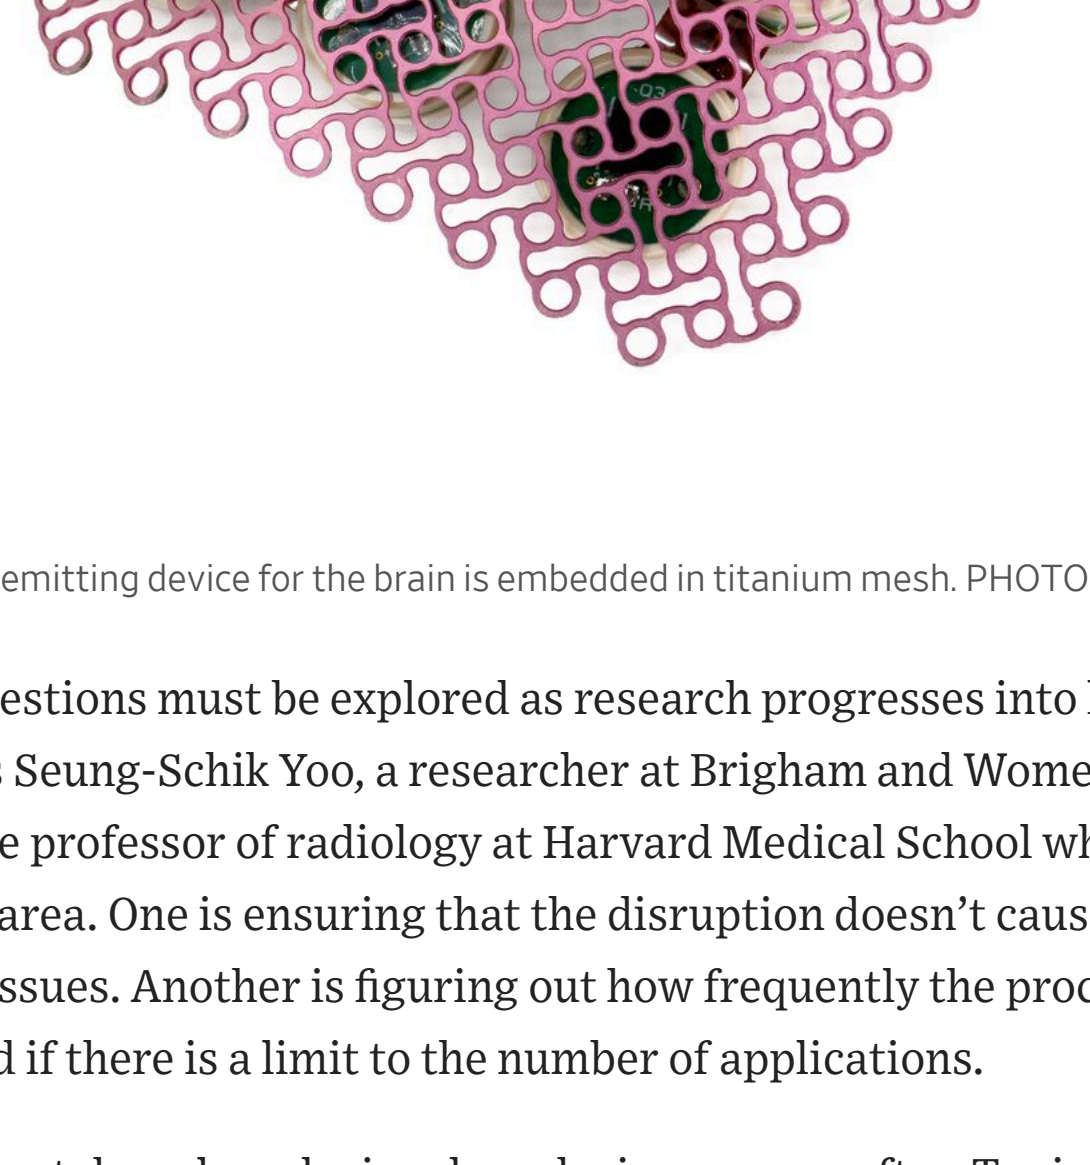 Q3
emitting device for the brain is embedded in titanium mesh. PHOTO
estions must be explored as research progresses into
Seung-Schik Yoo, a researcher at Brigham and Wome
e professor of radiology at Harvard Medical School wh
area. One is ensuring that the disruption doesn’t caus
ssues. Another is figuring out how frequently the proc
d if there is a limit to the number of applications.